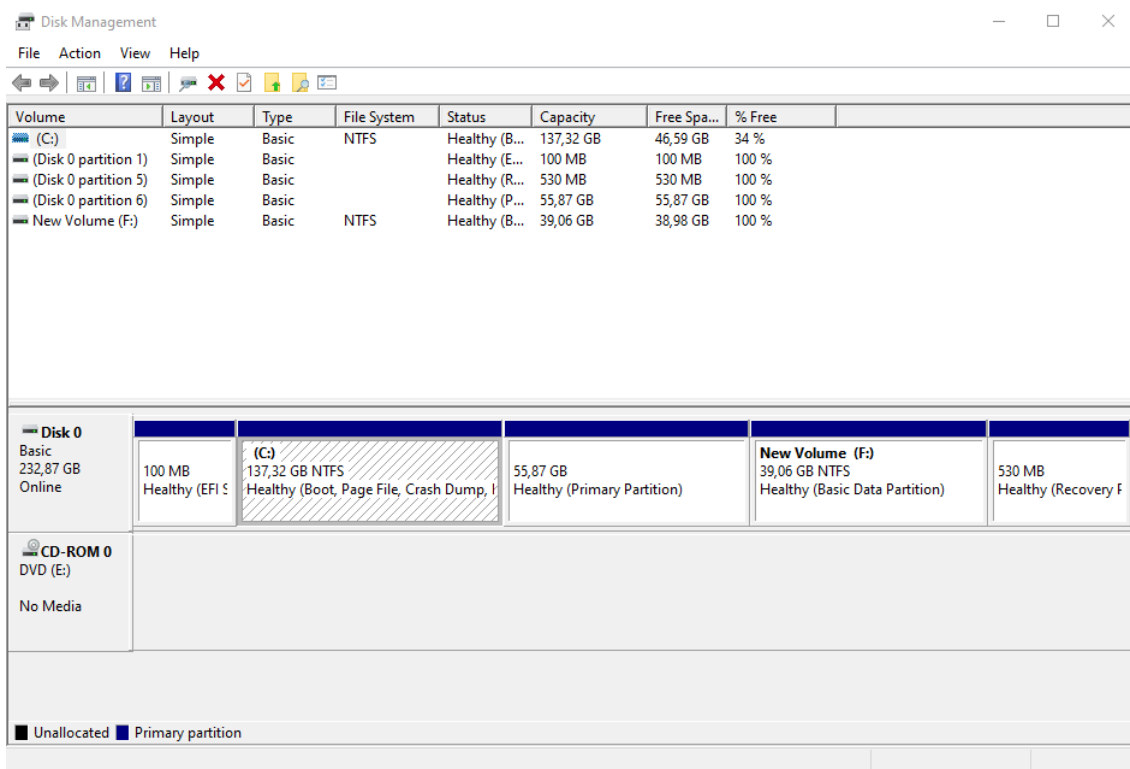 Disk Management
File Action View Help
Volume Layout Type File System Status Capacity Free Spa... % Free
(C:) Simple Basic NTFS Healthy (B... 137,32 GB 46,59 GB 34 %
(Disk 0 partition 1) Simple Basic Healthy (E... 100 MB 100 MB 100 %
(Disk 0 partition 5) Simple Basic Healthy (R... 530 MB 530 MB 100 %
(Disk 0 partition 6) Simple Basic Healthy (P... 55,87 GB 55,87 GB 100 %
New Volume (F:) Simple Basic NTFS Healthy (B... 39,06 GB 38,98 GB 100 %
Disk 0
Basic
232,87 GB
Online
100 MB
Healthy (EFI S
(C:)
137,32 GB NTFS
Healthy (Boot, Page File, Crash Dump, 
55,87 GB
Healthy (Primary Partition)
New Volume (F:)
39,06 GB NTFS
Healthy (Basic Data Partition)
530 MB
Healthy (Recovery P
CD-ROM 0
DVD (E:)
No Media
Unallocated Primary partition